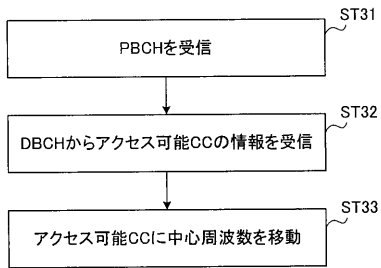 ST31
PBCHを受信
ST32
DBCHからアクセス可能CCの情報を受信
ST33
アクセス可能CCに中心周波数を移動